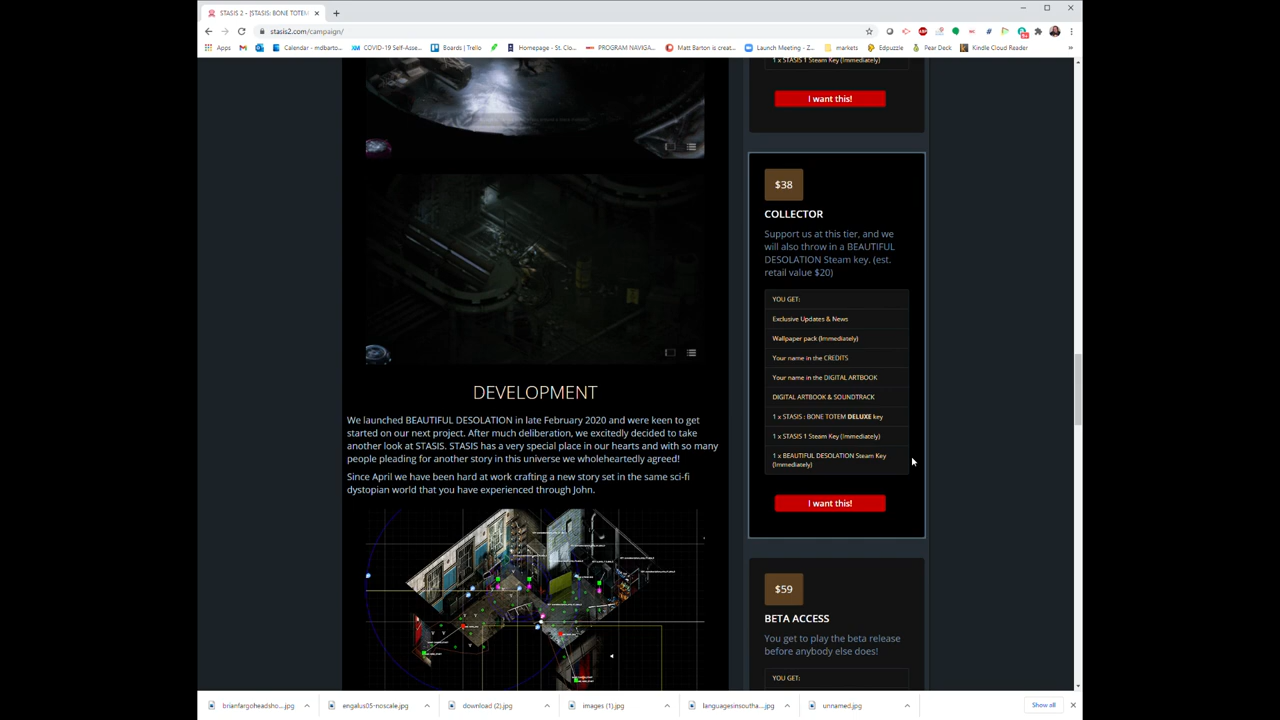 STASIS 2 - [STASIS: BONE TOTEM
stasis2.com/campaign/
Apps
Calendar - mdbarto...
COVID-19 Self-Asse...
Boards | Trello
Homepage - St. Clo...
PROGRAM NAVIGA...
Matt Barton is creat...
Launch Meeting - Z...
markets
Edpuzzle
Pear Deck
Kindle Cloud Reader
»
1 x STASIS 1 Steam Key (Immediately)
I want this!
$38
COLLECTOR
Support us at this tier, and we
will also throw in a BEAUTIFUL
DESOLATION Steam key. (est.
retail value $20)
YOU GET:
Exclusive Updates & News
Wallpaper pack (Immediately)
Your name in the CREDITS
Your name in the DIGITAL ARTBOOK
DIGITAL ARTBOOK & SOUNDTRACK
1 x STASIS : BONE TOTEM DELUXE key
1 x STASIS 1 Steam Key (Immediately)
1 x BEAUTIFUL DESOLATION Steam Key
(Immediately)
I want this!
DEVELOPMENT
We launched BEAUTIFUL DESOLATION in late February 2020 and were keen to get
started on our next project. After much deliberation, we excitedly decided to take
another look at STASIS. STASIS has a very special place in our hearts and with so many
people pleading for another story in this universe we wholeheartedly agreed!
Since April we have been hard at work crafting a new story set in the same sci-fi
dystopian world that you have experienced through John.
$59
BETA ACCESS
You get to play the beta release
before anybody else does!
YOU GET:
brianfargoheadsho....jpg
engalus05-noscale.jpg
download (2).jpg
images (1).jpg
languagesinsoutha....jpg
unnamed.jpg
Show all